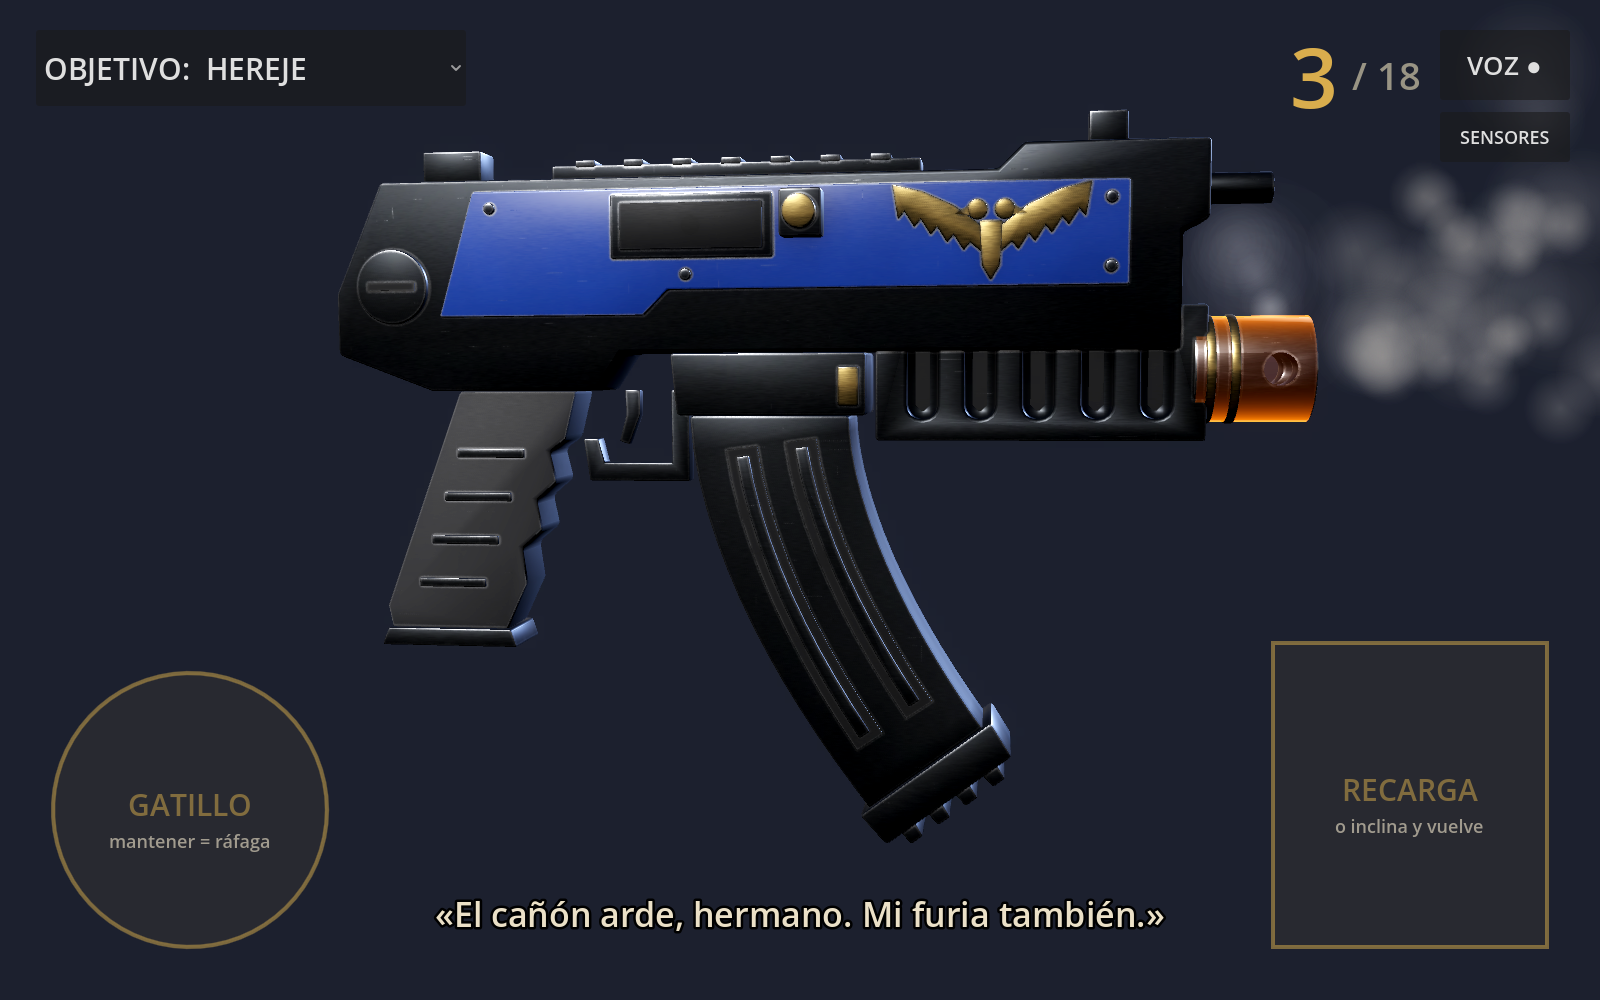 OBJETIVO: HEREJE
3 / 18
VOZ ●
SENSORES
GATILLO
mantener = ráfaga
RECARGA
o inclina y vuelve
«El cañón arde, hermano. Mi furia también.»